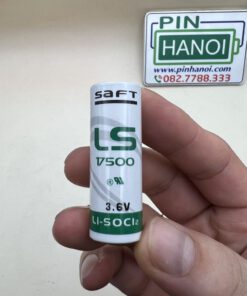 PIN
HANOI
www.pinhanoi.com
082.7788.333
SAFT
LS
17500
3.6V
Li-SOCl2